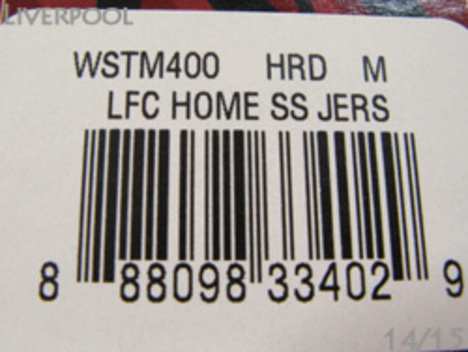 LIVERPOOL
WSTM400 HRD M
LFC HOME SS JERS
8 88098 33402 9
14/15